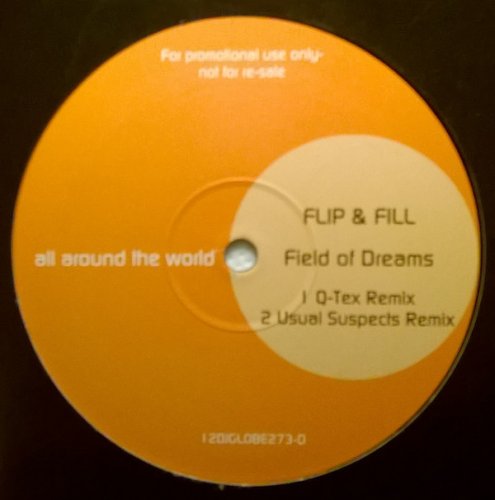 For promotional use only-
not for re-sale
all around the world
FLIP & FILL
Field of Dreams
1 Q-Tex Remix
2 Usual Suspects Remix
12DJGLOBE273-D